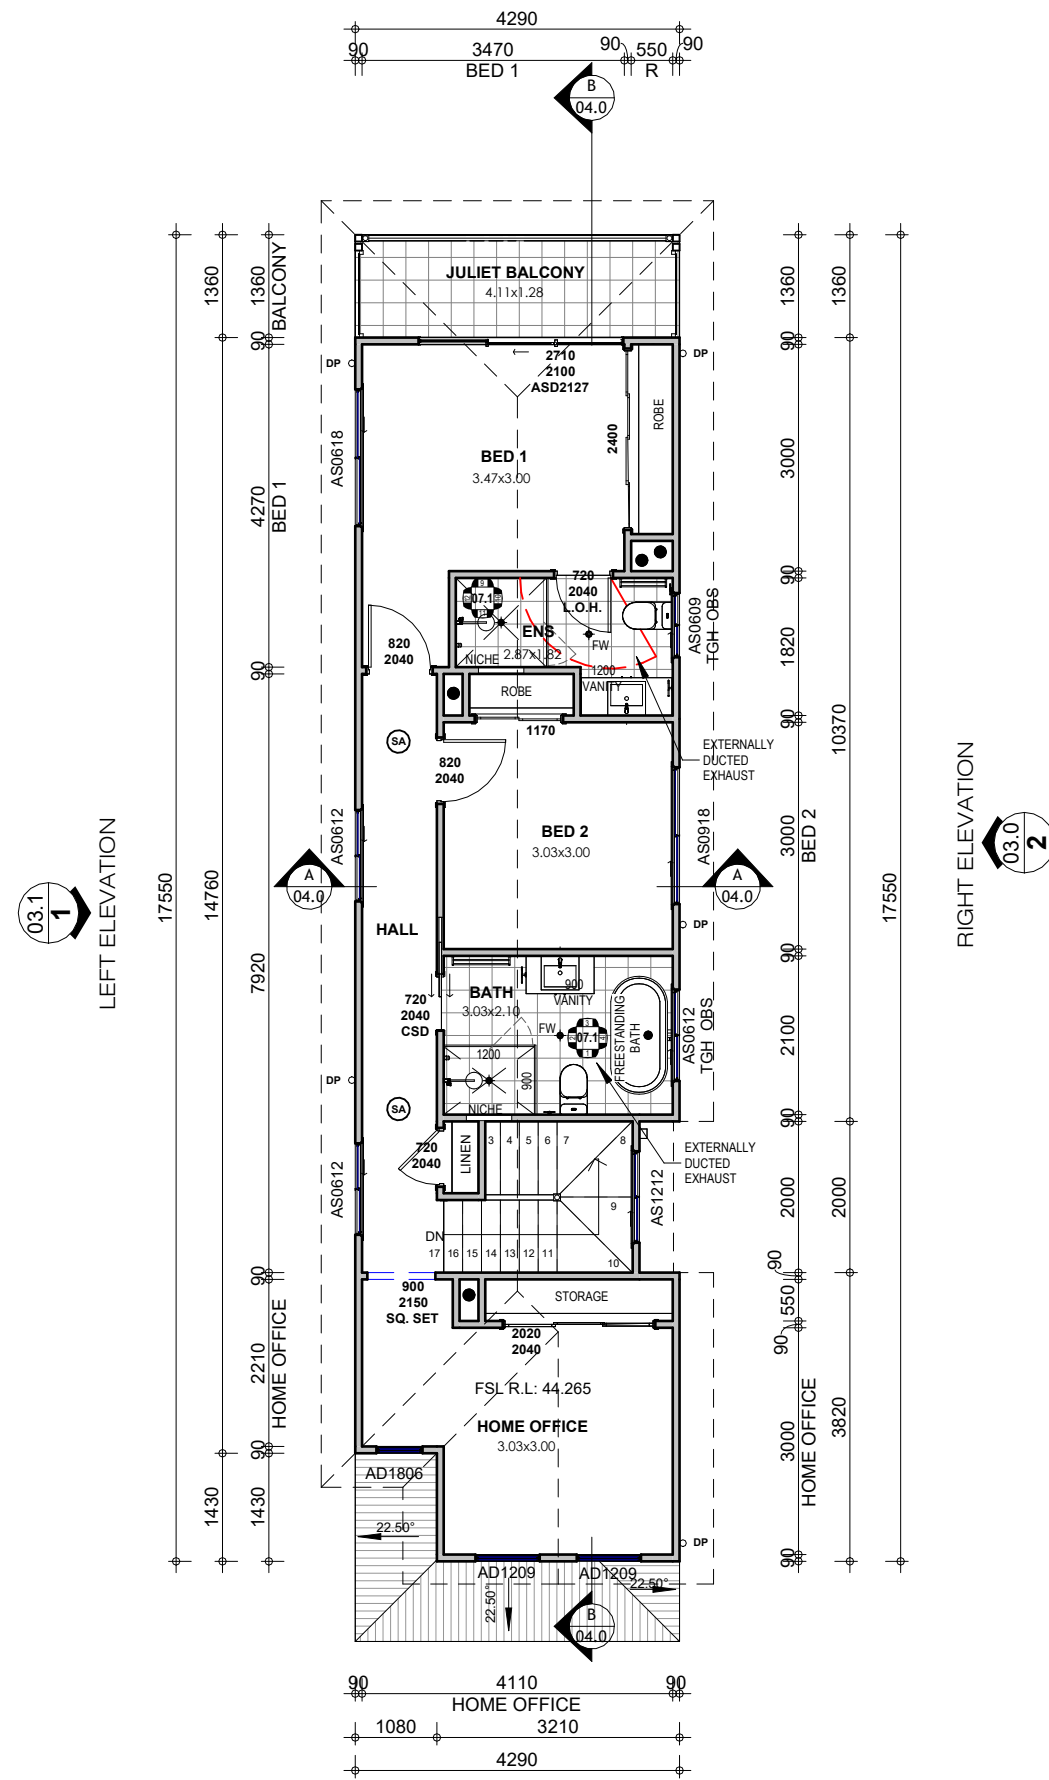 4290
90
3470
90
550
90
BED 1
R
B
04.0
JULIET BALCONY
4.11x1.28
1360
1360
BALCONY
1360
1360
90
90
DP
DP
2710
2100
ASD2127
ROBE
2400
BED 1
3.47x3.00
AS0618
4270
BED 1
3000
90
720
2040
L.O.H.
07.1
ENS
2.87x1.82
FW
NICHE
1200
VANITY
AS0609
TGH OBS
1820
90
820
2040
90
ROBE
1170
SA
90
820
2040
EXTERNALLY
DUCTED
EXHAUST
10370
BED 2
3.03x3.00
AS0612
AS0918
3000
BED 2
A
04.0
A
04.0
LEFT ELEVATION
03.1
1
RIGHT ELEVATION
03.0
2
17550
14760
7920
17550
HALL
DP
90
BATH
3.03x2.10
900
VANITY
720
2040
CSD
FW
07.1
FREESTANDING
BATH
AS0612
TGH OBS
2100
DP
1200
900
NICHE
SA
90
720
2040
LINEN
3 4 5 6 7
8
9
10
EXTERNALLY
DUCTED
EXHAUST
AS0612
AS1212
2000
2000
DN
17 16 15 14 13 12 11
90
90
900
2150
SQ. SET
STORAGE
550
90
2020
2040
2210
HOME OFFICE
FSL R.L: 44.265
HOME OFFICE
3.03x3.00
3000
HOME OFFICE
3820
90
AD1806
1430
1430
22.50°
DP
90
AD1209
AD1209
22.50°
22.50°
B
04.0
90
4110
90
HOME OFFICE
1080
3210
4290